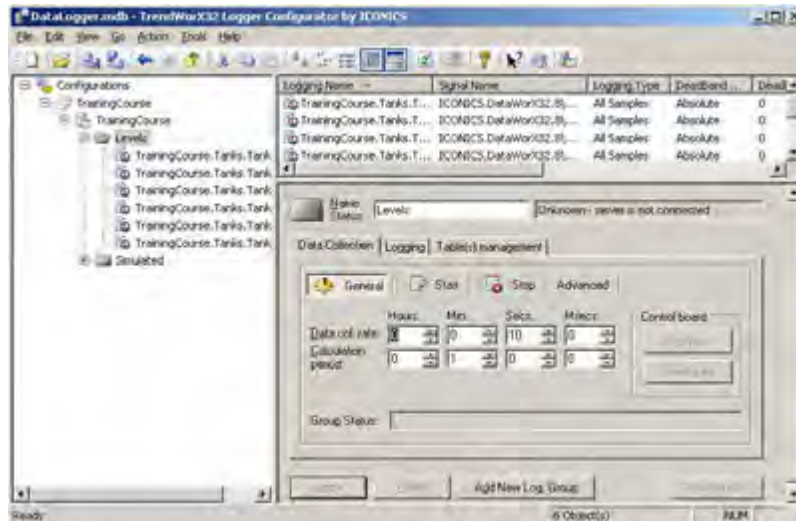 DataLogger.mdb - TrendWorX32 Logger Configurator by ICONICS
File Edit View Go Action Tools Help
Configurations
TrainingCourse
TrainingCourse
Levels
TrainingCourse.Tanks.Tank
TrainingCourse.Tanks.Tank
TrainingCourse.Tanks.Tank
TrainingCourse.Tanks.Tank
TrainingCourse.Tanks.Tank
Simulated
Logging Name Signal Name Logging Type DeadBand ... Dead
TrainingCourse.Tanks.T... ICONICS.DataWorX32.8\... All Samples Absolute 0
TrainingCourse.Tanks.T... ICONICS.DataWorX32.8\... All Samples Absolute 0
TrainingCourse.Tanks.T... ICONICS.DataWorX32.8\... All Samples Absolute 0
TrainingCourse.Tanks.T... ICONICS.DataWorX32.8\... All Samples Absolute 0
Name
Status Levels Unknown - server is not connected
Data Collection Logging Table(s) management
General Start Stop Advanced
Hours Min Secs. Msecs. Control board
Data coll. rate: 0 0 10 0
Calculation
period: 0 1 0 0
Group Status:
Add New Log. Group
Ready 6 Object(s) NUM